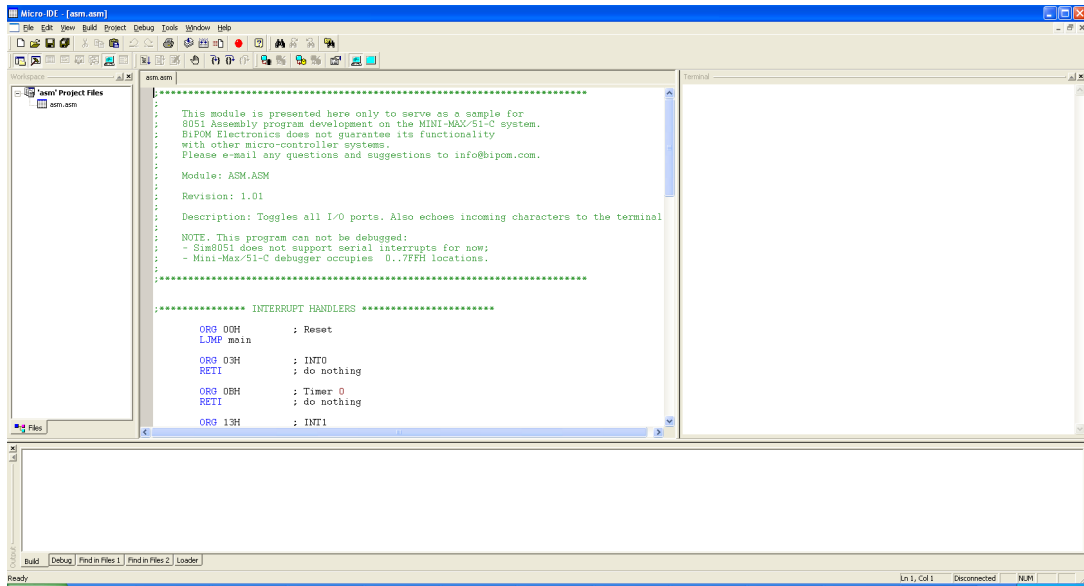 Micro-IDE - [asm.asm]
File Edit View Build Project Debug Tools Window Help
Workspace
'asm' Project Files
asm.asm
Files
asm.asm
;****************************************************************************
;
;    This module is presented here only to serve as a sample for
;    8051 Assembly program development on the MINI-MAX/51-C system.
;    BiPOM Electronics does not guarantee its functionality
;    with other micro-controller systems.
;    Please e-mail any questions and suggestions to info@bipom.com.
;
;    Module: ASM.ASM
;
;    Revision: 1.01
;
;    Description: Toggles all I/O ports. Also echoes incoming characters to the terminal
;
;    NOTE. This program can not be debugged:
;    - Sim8051 does not support serial interrupts for now;
;    - Mini-Max/51-C debugger occupies  0..7FFH locations.
;
;****************************************************************************
;*************** INTERRUPT HANDLERS ***********************
ORG 00H ; Reset
LJMP main
ORG 03H ; INT0
RETI ; do nothing
ORG 0BH ; Timer 0
RETI ; do nothing
ORG 13H ; INT1
Terminal
Output
Build Debug Find in Files 1 Find in Files 2 Loader
Ready Ln 1, Col 1 Disconnected NUM